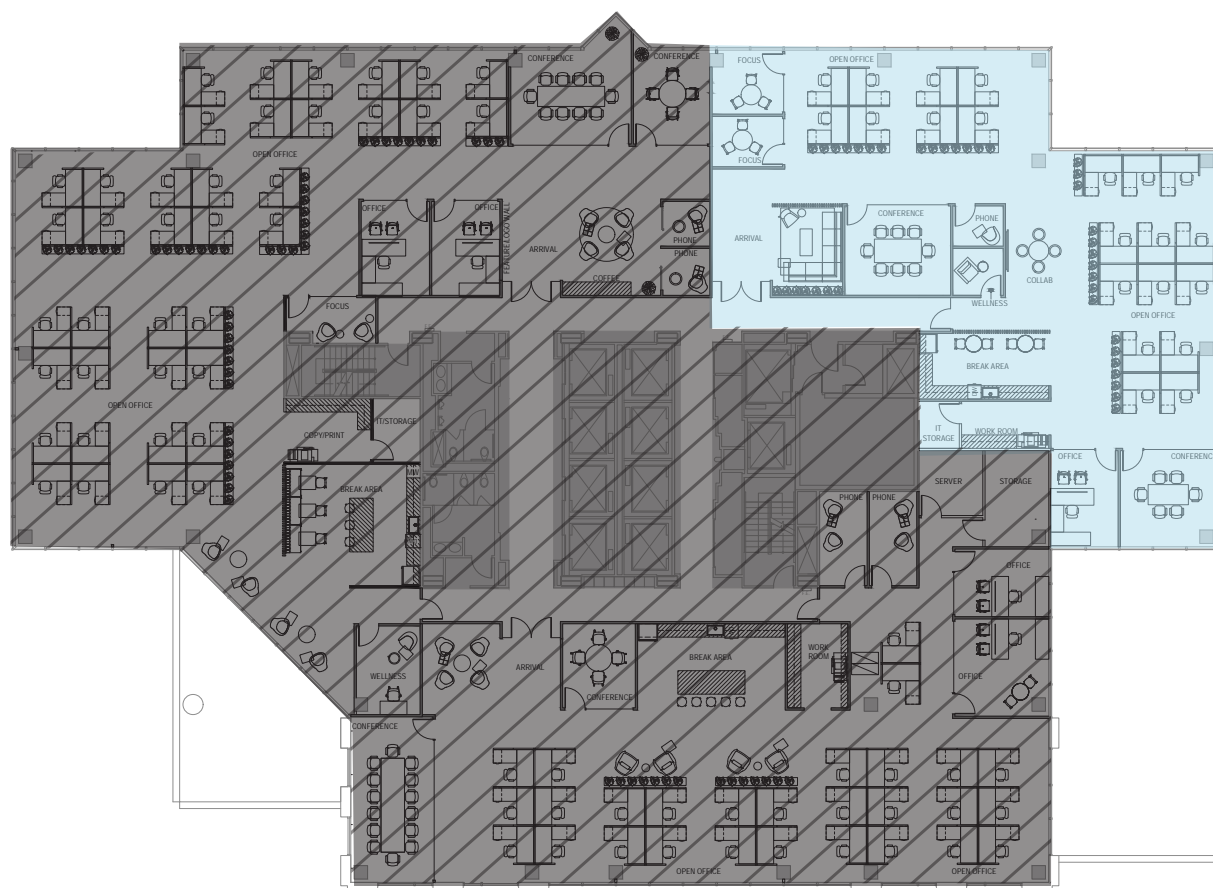 CONFERENCE
CONFERENCE
FOCUS
OPEN OFFICE
OPEN OFFICE
FOCUS
OFFICE
OFFICE
FEATURE/LOGO WALL
ARRIVAL
COFFEE
PHONE
PHONE
ARRIVAL
CONFERENCE
PHONE
COLLAB
WELLNESS
FOCUS
OPEN OFFICE
BREAK AREA
DW
OPEN OFFICE
COPY/PRINT
IT/STORAGE
IT
STORAGE
WORK ROOM
OFFICE
CONFERENC
MW
BREAK AREA
PHONE
PHONE
SERVER
STORAGE
OFFICE
WELLNESS
ARRIVAL
CONFERENCE
BREAK AREA
WORK
ROOM
OFFICE
CONFERENCE
OPEN OFFICE
OPEN OFFICE